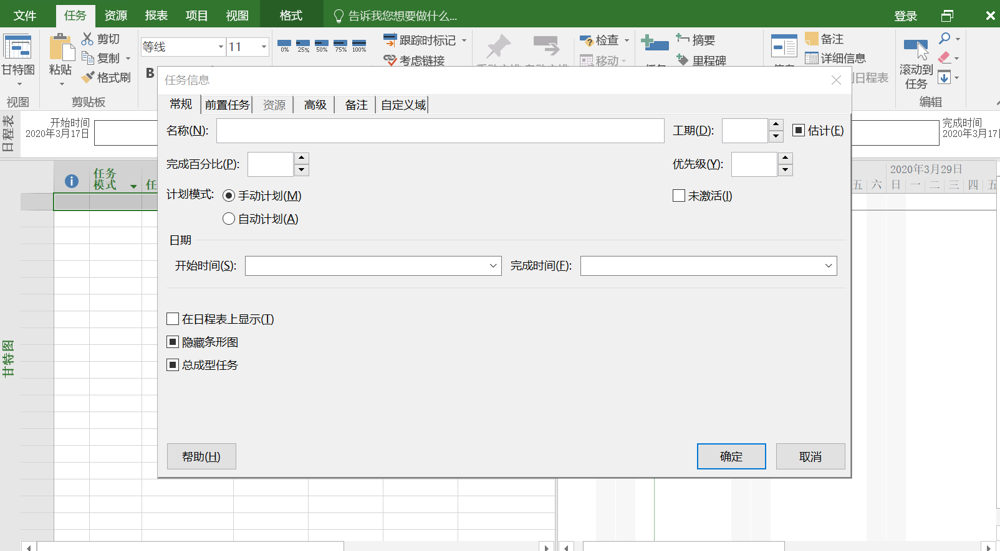 文件 任务 资源 报表 项目 视图 格式 告诉我您想要做什么... 登录
甘特图
视图
粘贴
剪切
复制
格式刷
剪贴板
等线 11
B
0% 25% 50% 75% 100%
跟踪时标记
考虑链接
检查
移动
摘要
里程碑
备注
详细信息
日程表
滚动到
任务
编辑
日程表
开始时间
2020年3月17日
完成时间
2020年3月17日
任务
模式
任
2020年3月29日
五 六 日 一 二 三 四 五
甘特图
任务信息
常规 前置任务 资源 高级 备注 自定义域
名称(N): 工期(D): 估计(E)
完成百分比(P): 优先级(Y):
计划模式: 手动计划(M) 未激活(I)
自动计划(A)
日期
开始时间(S): 完成时间(F):
在日程表上显示(T)
隐藏条形图
总成型任务
帮助(H) 确定 取消